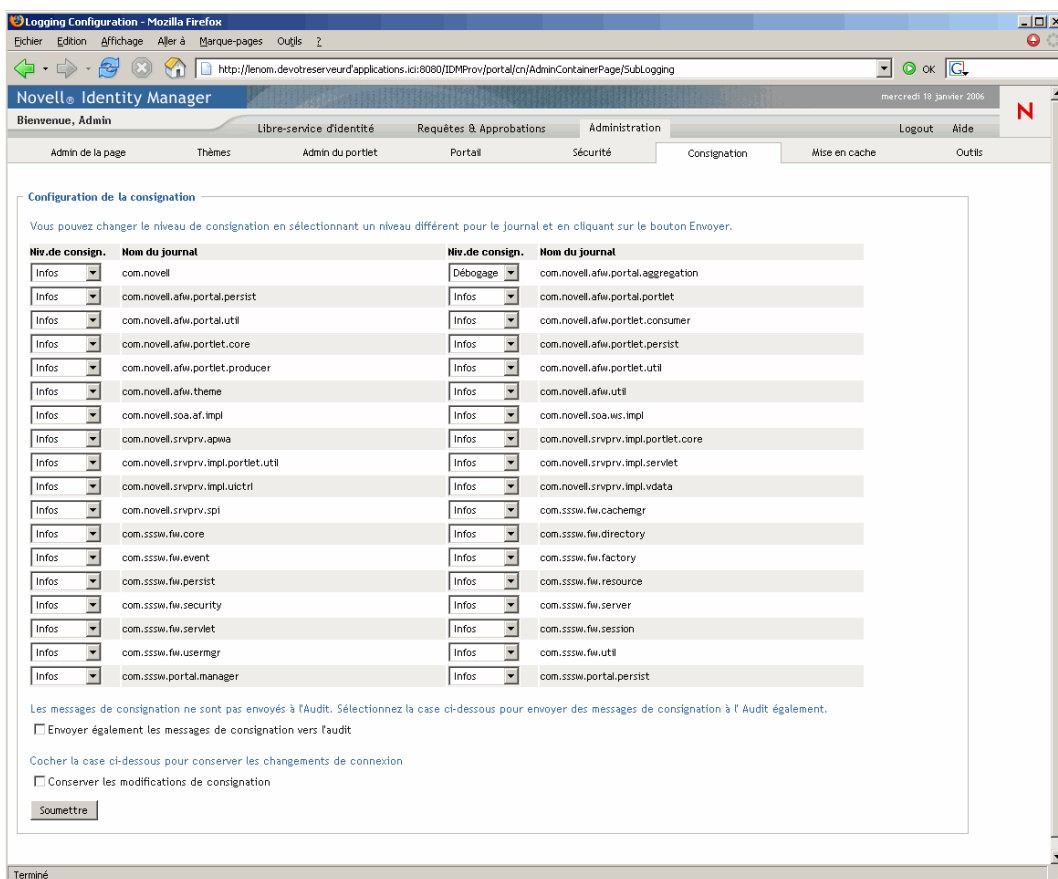 Logging Configuration - Mozilla Firefox
Fichier Edition Affichage Aller à Marque-pages Outils ?
http://lenom.devotreserveurd'applications.ici:8080/IDMProv/portal/cn/AdminContainerPage/SubLogging OK G
Novell® Identity Manager mercredi 18 janvier 2006
N
Bienvenue, Admin Libre-service d'identité Requêtes & Approbations Administration Logout Aide
Admin de la page Thèmes Admin du portlet Portail Sécurité Consignation Mise en cache Outils
Configuration de la consignation
Vous pouvez changer le niveau de consignation en sélectionnant un niveau différent pour le journal et en cliquant sur le bouton Envoyer.
Niv.de consign. Nom du journal Niv.de consign. Nom du journal
Infos com.novell Débogage com.novell.afw.portal.aggregation
Infos com.novell.afw.portal.persist Infos com.novell.afw.portal.portlet
Infos com.novell.afw.portal.util Infos com.novell.afw.portlet.consumer
Infos com.novell.afw.portlet.core Infos com.novell.afw.portlet.persist
Infos com.novell.afw.portlet.producer Infos com.novell.afw.portlet.util
Infos com.novell.afw.theme Infos com.novell.afw.util
Infos com.novell.soa.af.impl Infos com.novell.soa.ws.impl
Infos com.novell.srvprv.apwa Infos com.novell.srvprv.impl.portlet.core
Infos com.novell.srvprv.impl.portlet.util Infos com.novell.srvprv.impl.servlet
Infos com.novell.srvprv.impl.uictrl Infos com.novell.srvprv.impl.vdata
Infos com.novell.srvprv.spi Infos com.sssw.fw.cachemgr
Infos com.sssw.fw.core Infos com.sssw.fw.directory
Infos com.sssw.fw.event Infos com.sssw.fw.factory
Infos com.sssw.fw.persist Infos com.sssw.fw.resource
Infos com.sssw.fw.security Infos com.sssw.fw.server
Infos com.sssw.fw.servlet Infos com.sssw.fw.session
Infos com.sssw.fw.usermgr Infos com.sssw.fw.util
Infos com.sssw.portal.manager Infos com.sssw.portal.persist
Les messages de consignation ne sont pas envoyés à l'Audit. Sélectionnez la case ci-dessous pour envoyer des messages de consignation à l' Audit également.
Envoyer également les messages de consignation vers l'audit
Cocher la case ci-dessous pour conserver les changements de connexion
Conserver les modifications de consignation
Soumettre
Terminé